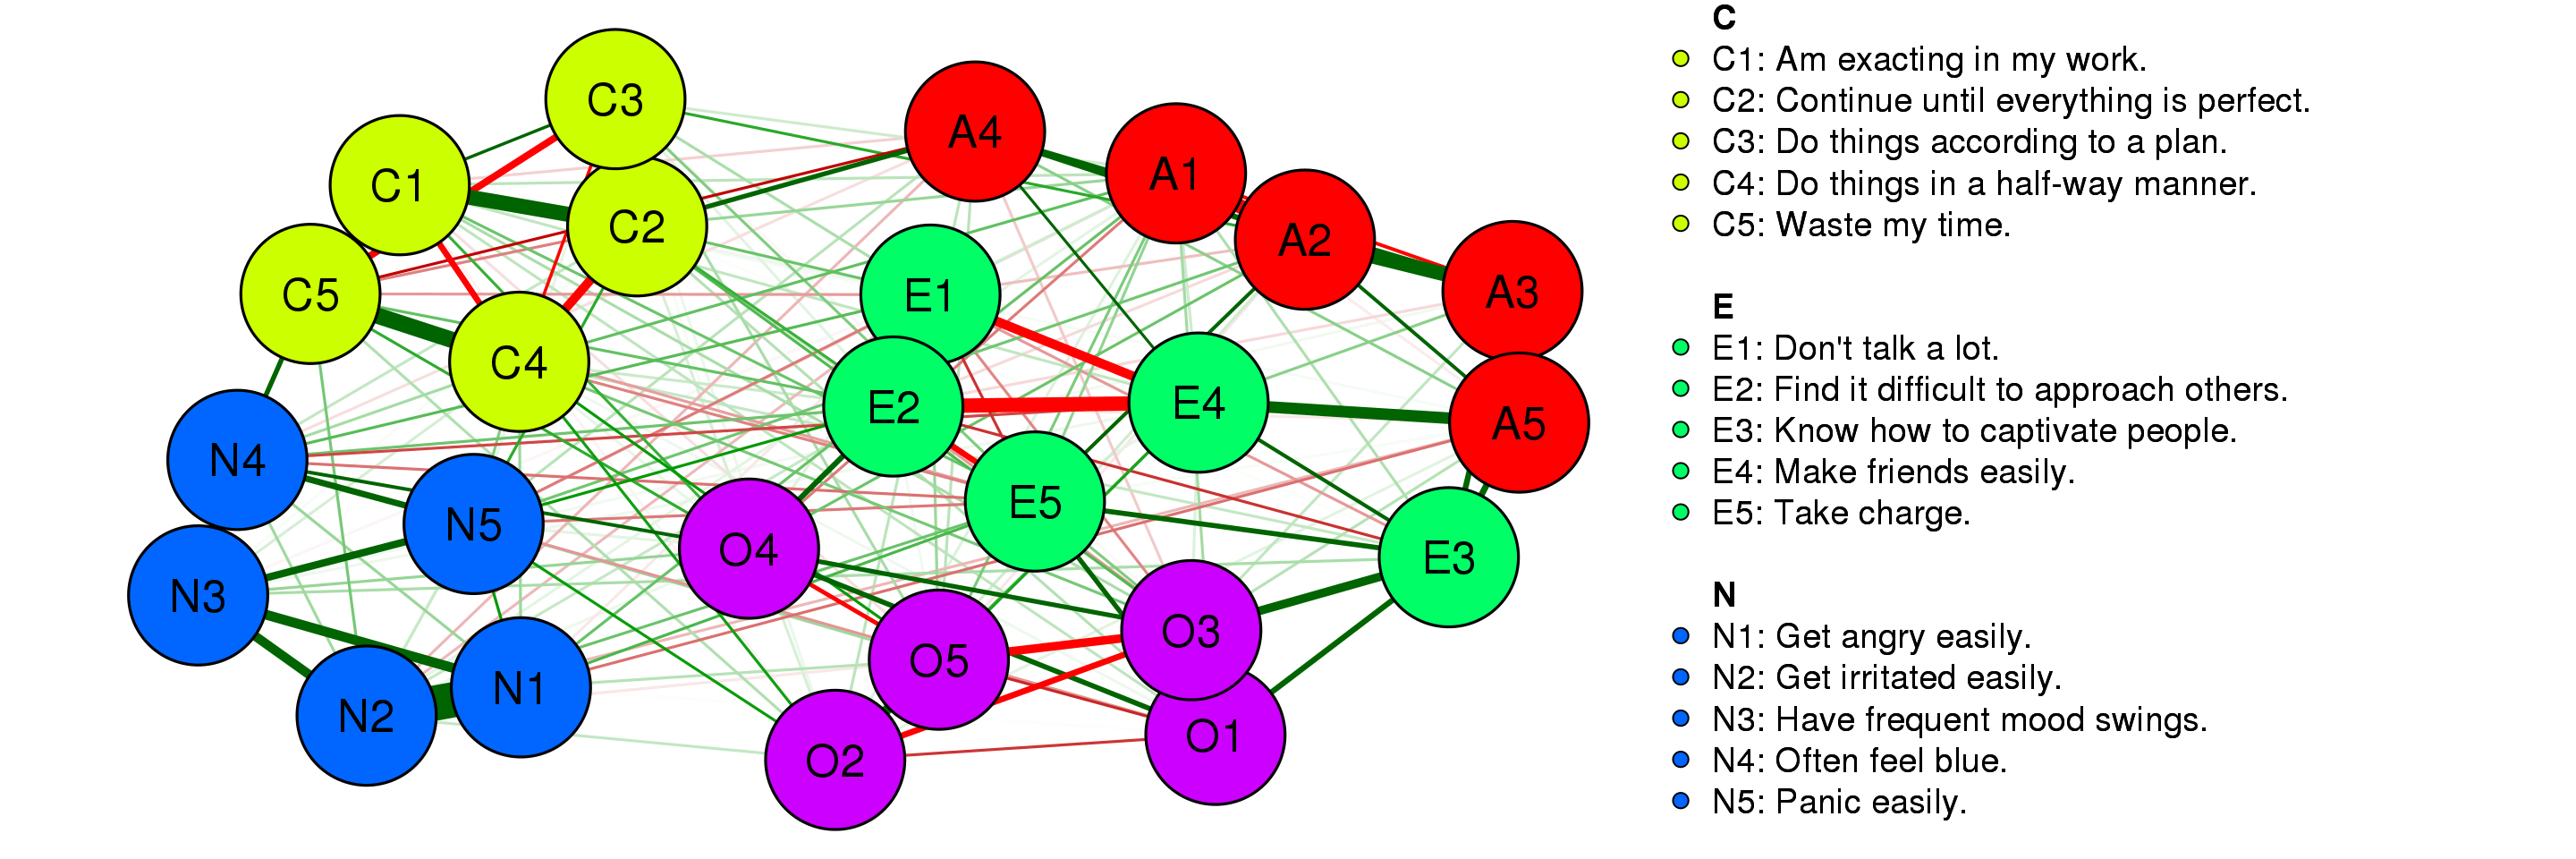 C3
A4
C1
A1
C2
A2
C5
E1
A3
C4
E4
E2
A5
N4
E5
N5
O4
E3
N3
O3
O5
N1
N2
O1
O2
C
C1: Am exacting in my work.
C2: Continue until everything is perfect.
C3: Do things according to a plan.
C4: Do things in a half-way manner.
C5: Waste my time.
E
E1: Don't talk a lot.
E2: Find it difficult to approach others.
E3: Know how to captivate people.
E4: Make friends easily.
E5: Take charge.
N
N1: Get angry easily.
N2: Get irritated easily.
N3: Have frequent mood swings.
N4: Often feel blue.
N5: Panic easily.